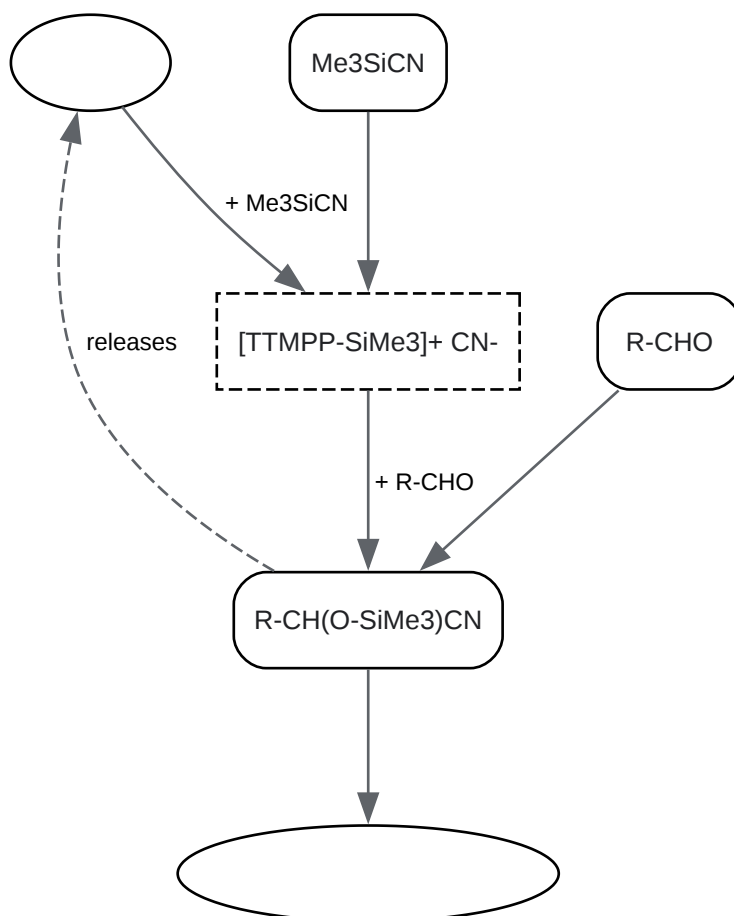 Me3SiCN
+ Me3SiCN
releases
[TTMPP-SiMe3]+ CN-
R-CHO
+ R-CHO
R-CH(O-SiMe3)CN